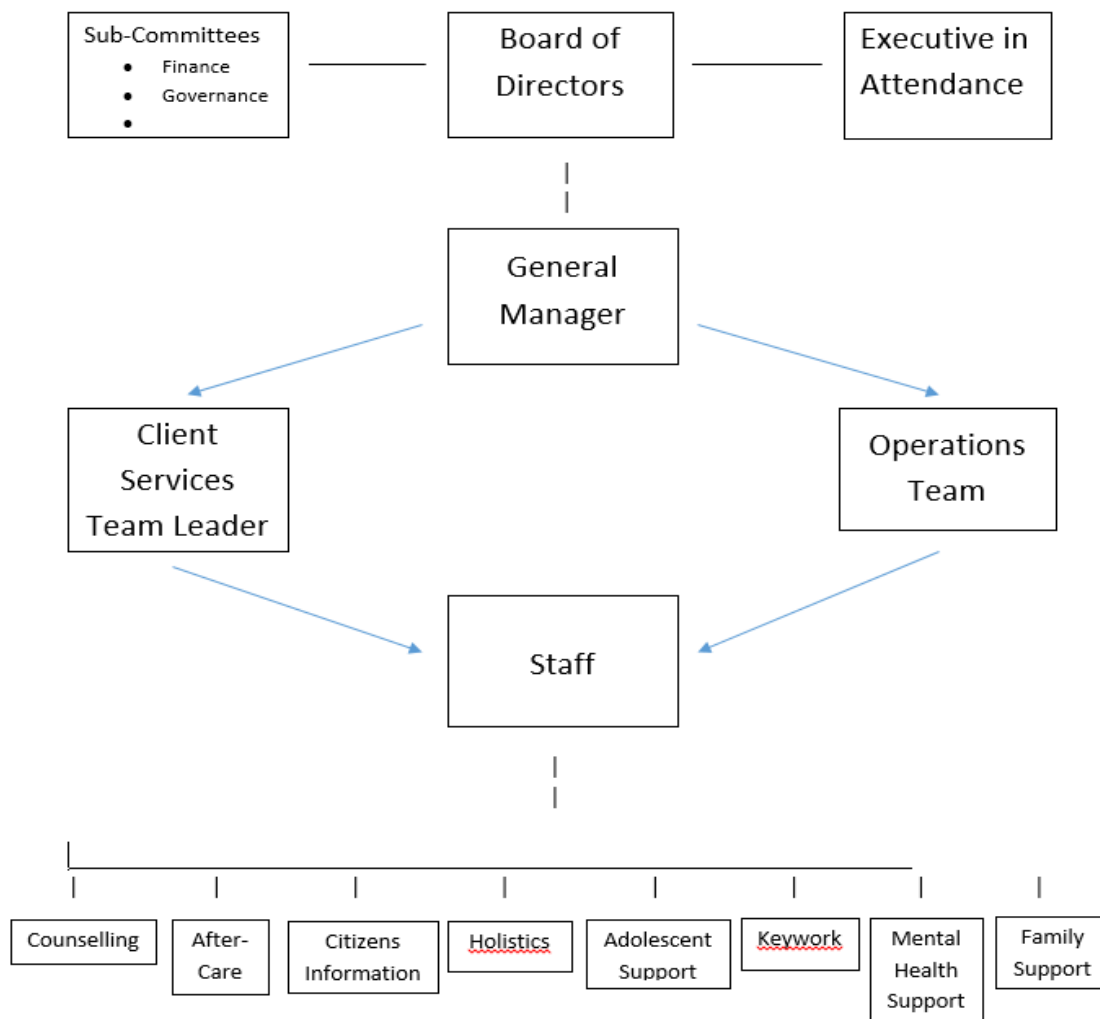 Sub-Committees
• Finance
• Governance
•
Board of
Directors
Executive in
Attendance
General
Manager
Client
Services
Team Leader
Operations
Team
Staff
Counselling
After-
Care
Citizens
Information
Holistics
Adolescent
Support
Keywork
Mental
Health
Support
Family
Support